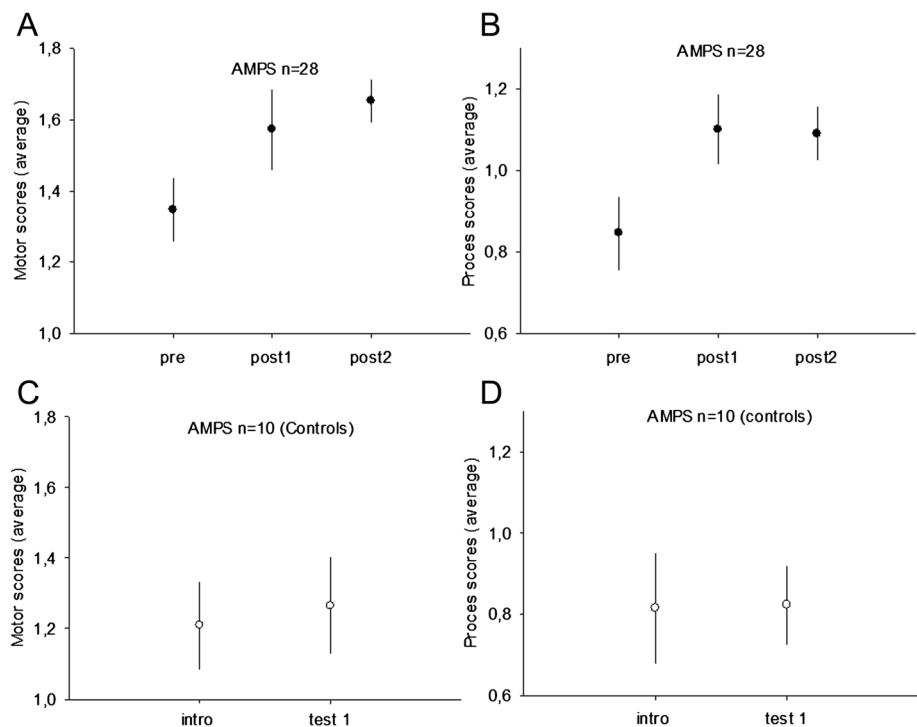 A
AMPS n=28
Motor scores (average)
1,8
1,6
1,4
1,2
1,0
pre post1 post2
B
AMPS n=28
Proces scores (average)
1,2
1,0
0,8
0,6
pre post1 post2
C
AMPS n=10 (Controls)
Motor scores (average)
1,8
1,6
1,4
1,2
1,0
intro test 1
D
AMPS n=10 (controls)
Proces scores (average)
1,2
1,0
0,8
0,6
intro test 1